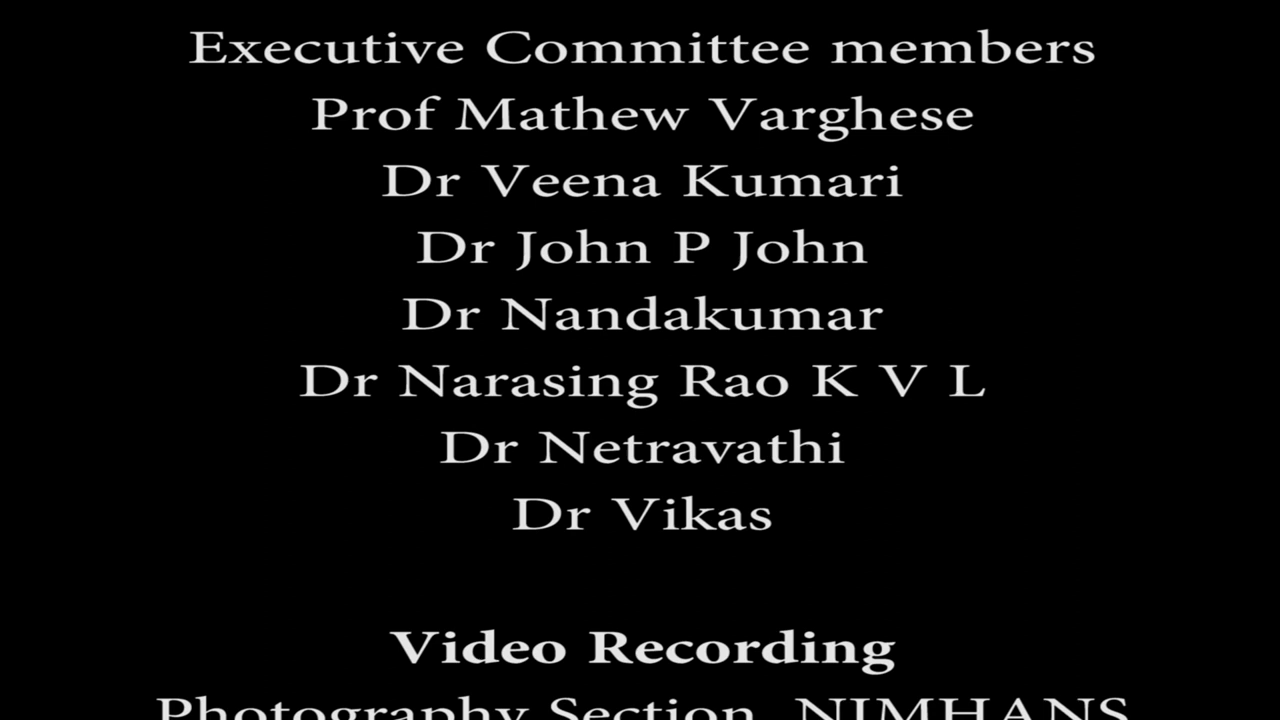 Executive Committee members
Prof Mathew Varghese
Dr Veena Kumari
Dr John P John
Dr Nandakumar
Dr Narasing Rao K V L
Dr Netravathi
Dr Vikas
Video Recording
Photography Section, NIMHANS